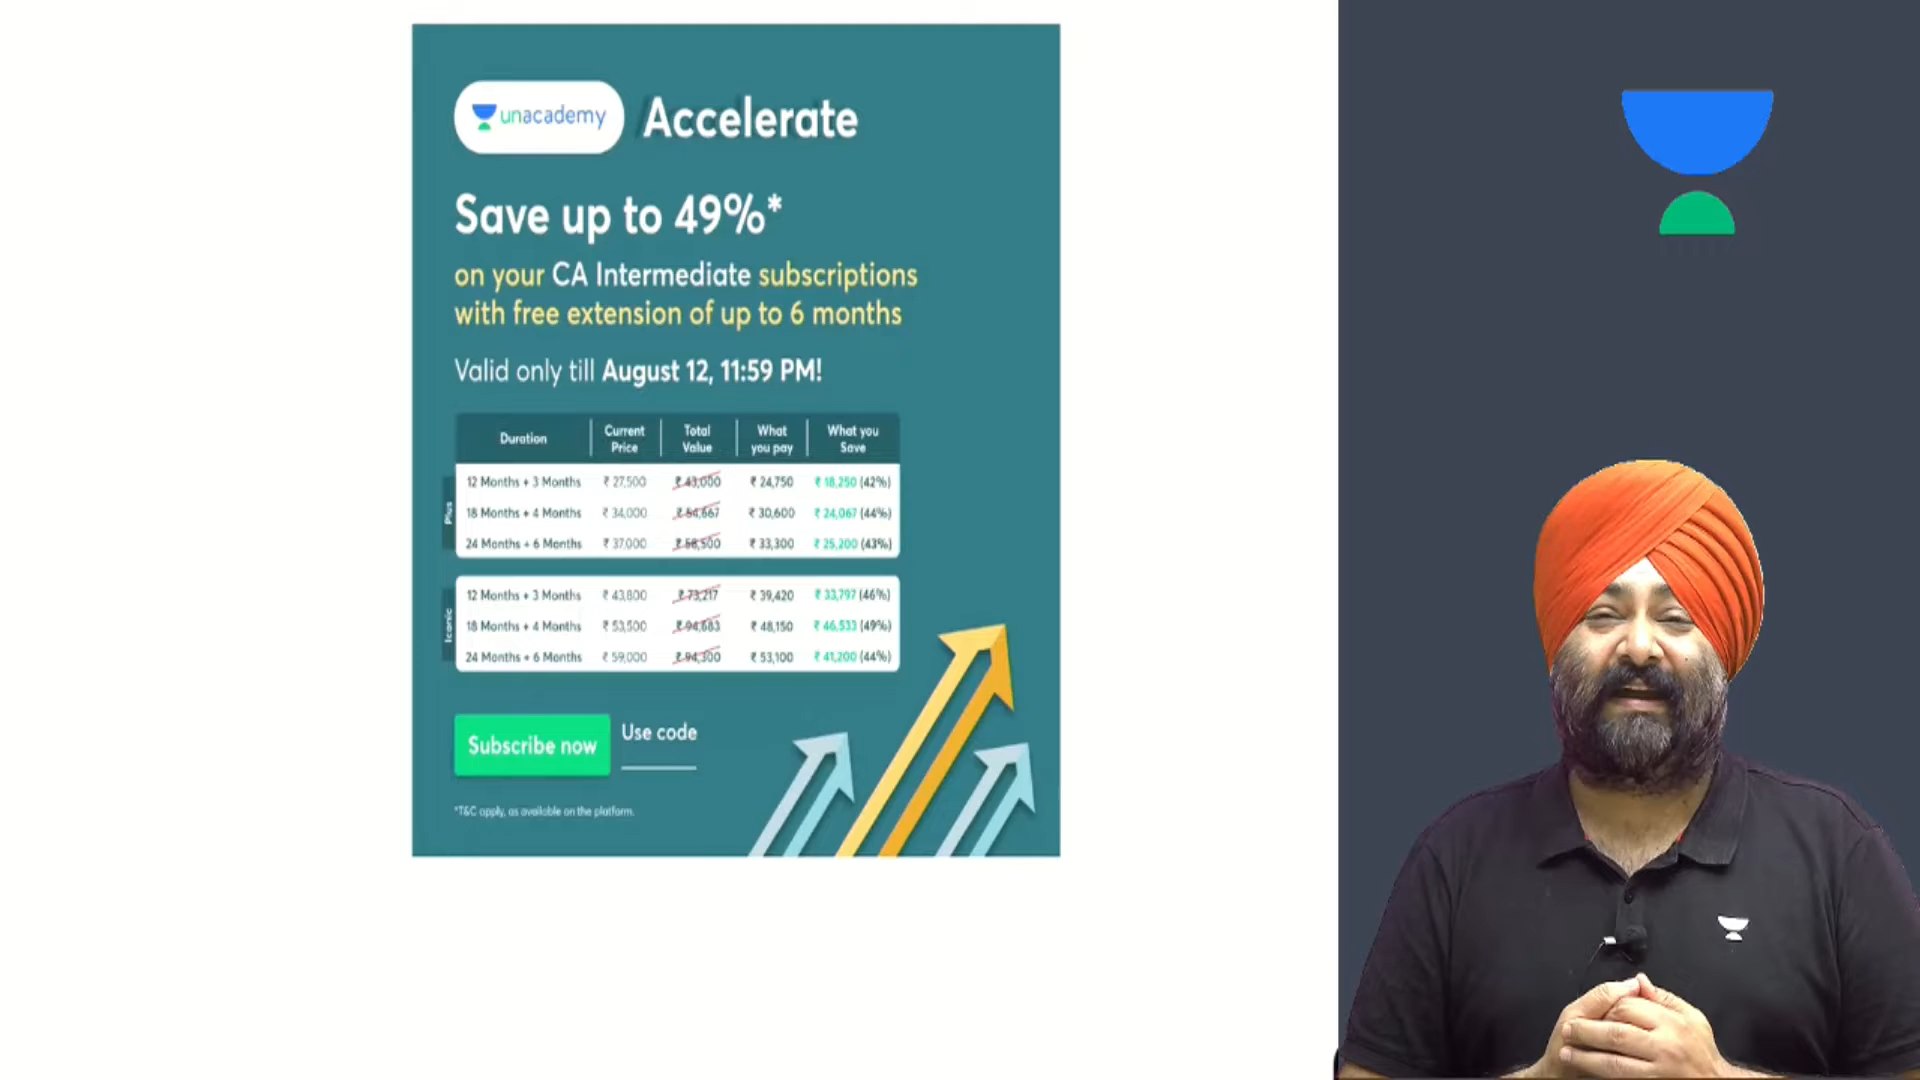 unacademy Accelerate
Save up to 49%*
on your CA Intermediate subscriptions
with free extension of up to 6 months
Valid only till August 12, 11:59 PM!
Duration Current Price Total Value What you pay What you Save
Plus
12 Months + 3 Months ₹ 27,500 ₹ 43,000 ₹ 24,750 ₹ 18,250 (42%)
18 Months + 4 Months ₹ 34,000 ₹ 54,667 ₹ 30,600 ₹ 24,067 (44%)
24 Months + 6 Months ₹ 37,000 ₹ 58,500 ₹ 33,300 ₹ 25,200 (43%)
Iconic
12 Months + 3 Months ₹ 43,800 ₹ 73,217 ₹ 39,420 ₹ 33,797 (46%)
18 Months + 4 Months ₹ 53,500 ₹ 94,683 ₹ 48,150 ₹ 46,533 (49%)
24 Months + 6 Months ₹ 59,000 ₹ 94,300 ₹ 53,100 ₹ 41,200 (44%)
Subscribe now Use code
*T&C apply, as available on the platform.